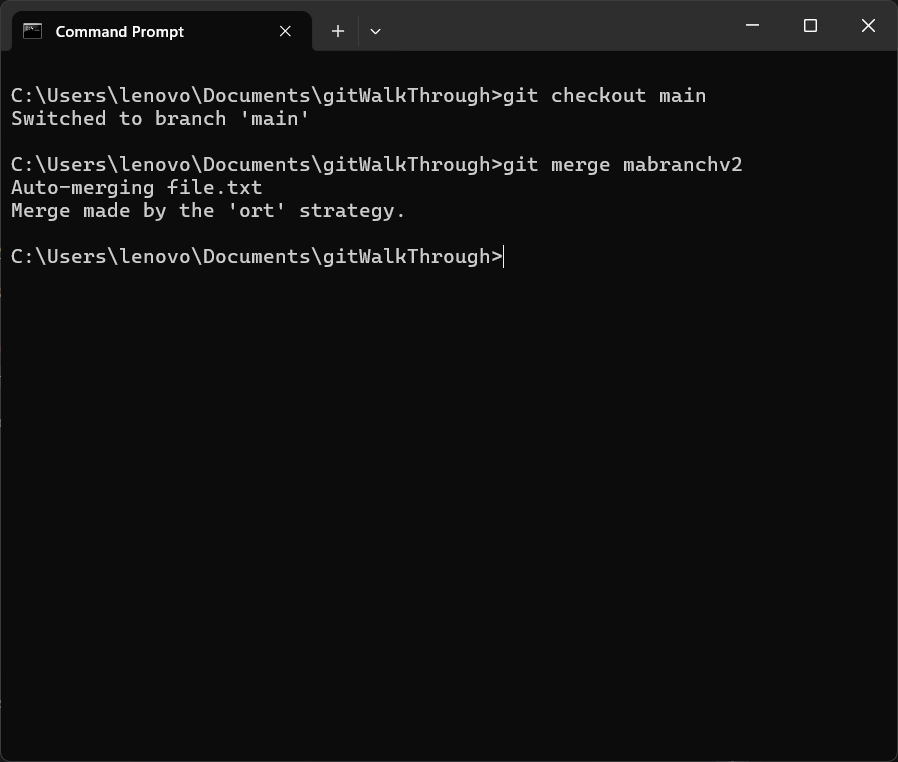 Command Prompt
C:\Users\lenovo\Documents\gitWalkThrough>git checkout main
Switched to branch 'main'
C:\Users\lenovo\Documents\gitWalkThrough>git merge mabranchv2
Auto-merging file.txt
Merge made by the 'ort' strategy.
C:\Users\lenovo\Documents\gitWalkThrough>